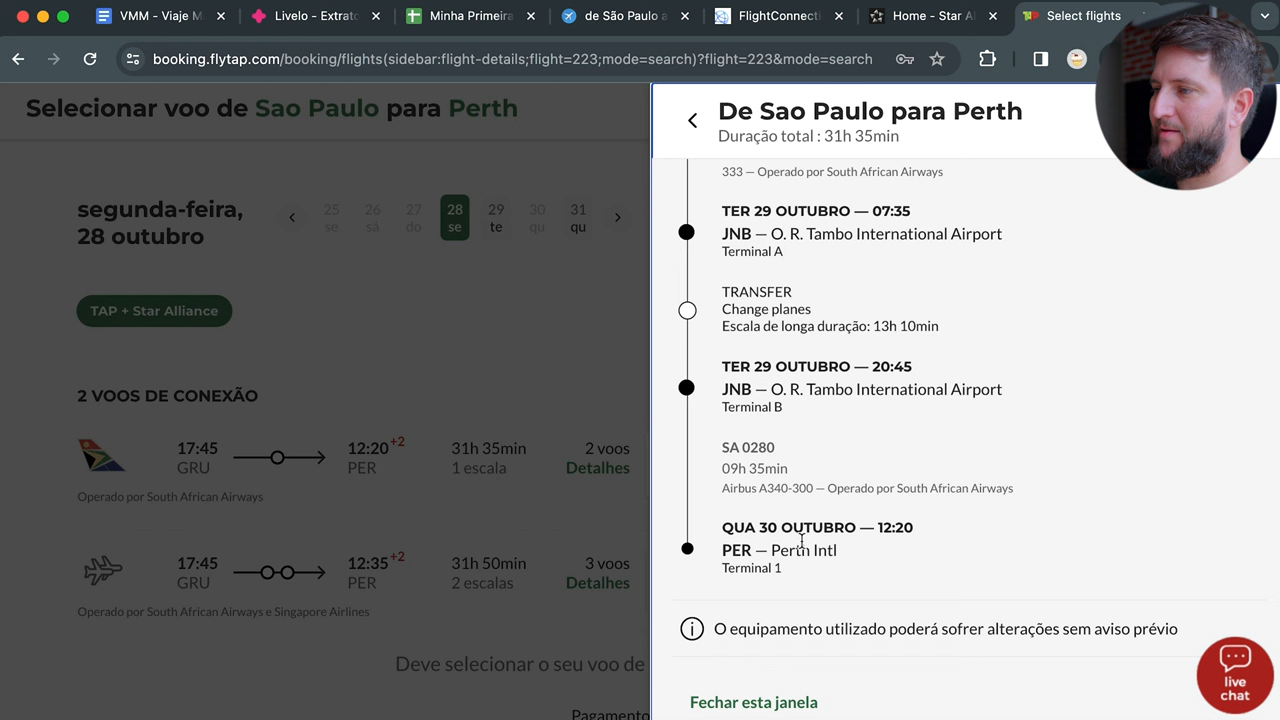 VMM - Viaje M
Livelo - Extrato
Minha Primeira
de São Paulo a
FlightConnecti
Home - Star Al
Select flights
booking.flytap.com/booking/flights(sidebar:flight-details;flight=223;mode=search)?flight=223&mode=search
Selecionar voo de Sao Paulo para Perth
segunda-feira,
28 outubro
25 26 27 28 29 30 31
se sá do se te qu qu
TAP + Star Alliance
2 VOOS DE CONEXÃO
17:45 12:20+2 31h 35min 2 voos
GRU PER 1 escala Detalhes
Operado por South African Airways
17:45 12:35+2 31h 50min 3 voos
GRU PER 2 escalas Detalhes
Operado por South African Airways e Singapore Airlines
Deve selecionar o seu voo de
Pagamento
De Sao Paulo para Perth
Duração total : 31h 35min
333 — Operado por South African Airways
TER 29 OUTUBRO — 07:35
JNB — O. R. Tambo International Airport
Terminal A
TRANSFER
Change planes
Escala de longa duração: 13h 10min
TER 29 OUTUBRO — 20:45
JNB — O. R. Tambo International Airport
Terminal B
SA 0280
09h 35min
Airbus A340-300 — Operado por South African Airways
QUA 30 OUTUBRO — 12:20
PER — Perth Intl
Terminal 1
O equipamento utilizado poderá sofrer alterações sem aviso prévio
Fechar esta janela
live
chat